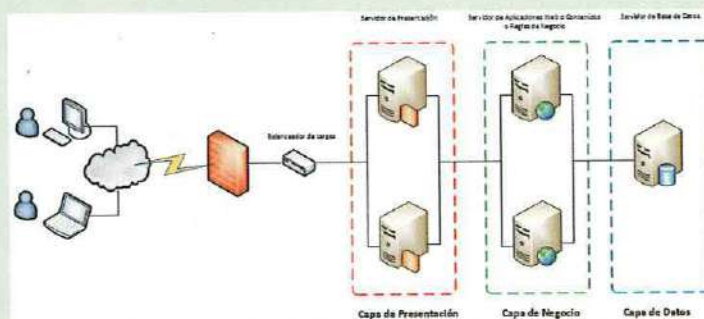 Servidor de Presentación
Servidor de Aplicaciones Web o Contenidos
o Reglas de Negocio
Servidor de Base de Datos
Balanceador de cargas
Capa de Presentación
Capa de Negocio
Capa de Datos